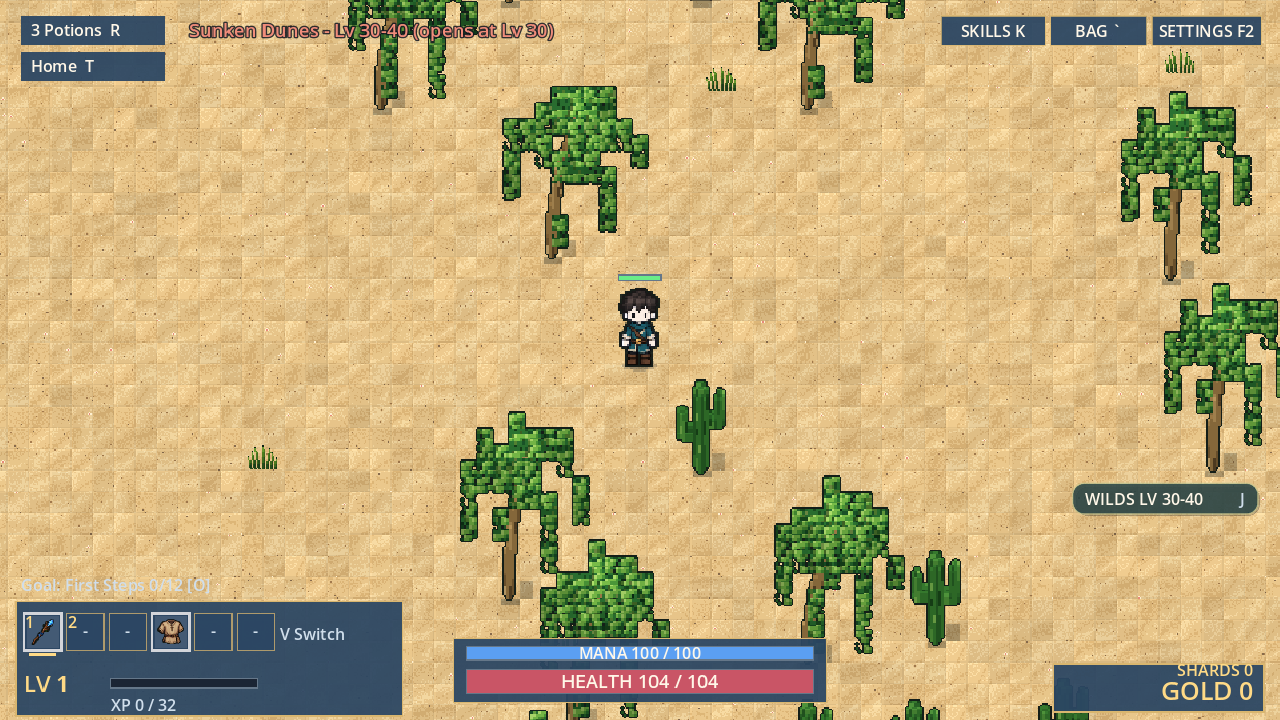 3 Potions R
Home T
Sunken Dunes - Lv 30-40 (opens at Lv 30)
SKILLS K
BAG `
SETTINGS F2
WILDS LV 30-40 J
Goal: First Steps 0/12 [O]
1
2 -
-
-
-
V Switch
LV 1
XP 0 / 32
MANA 100 / 100
HEALTH 104 / 104
SHARDS 0
GOLD 0